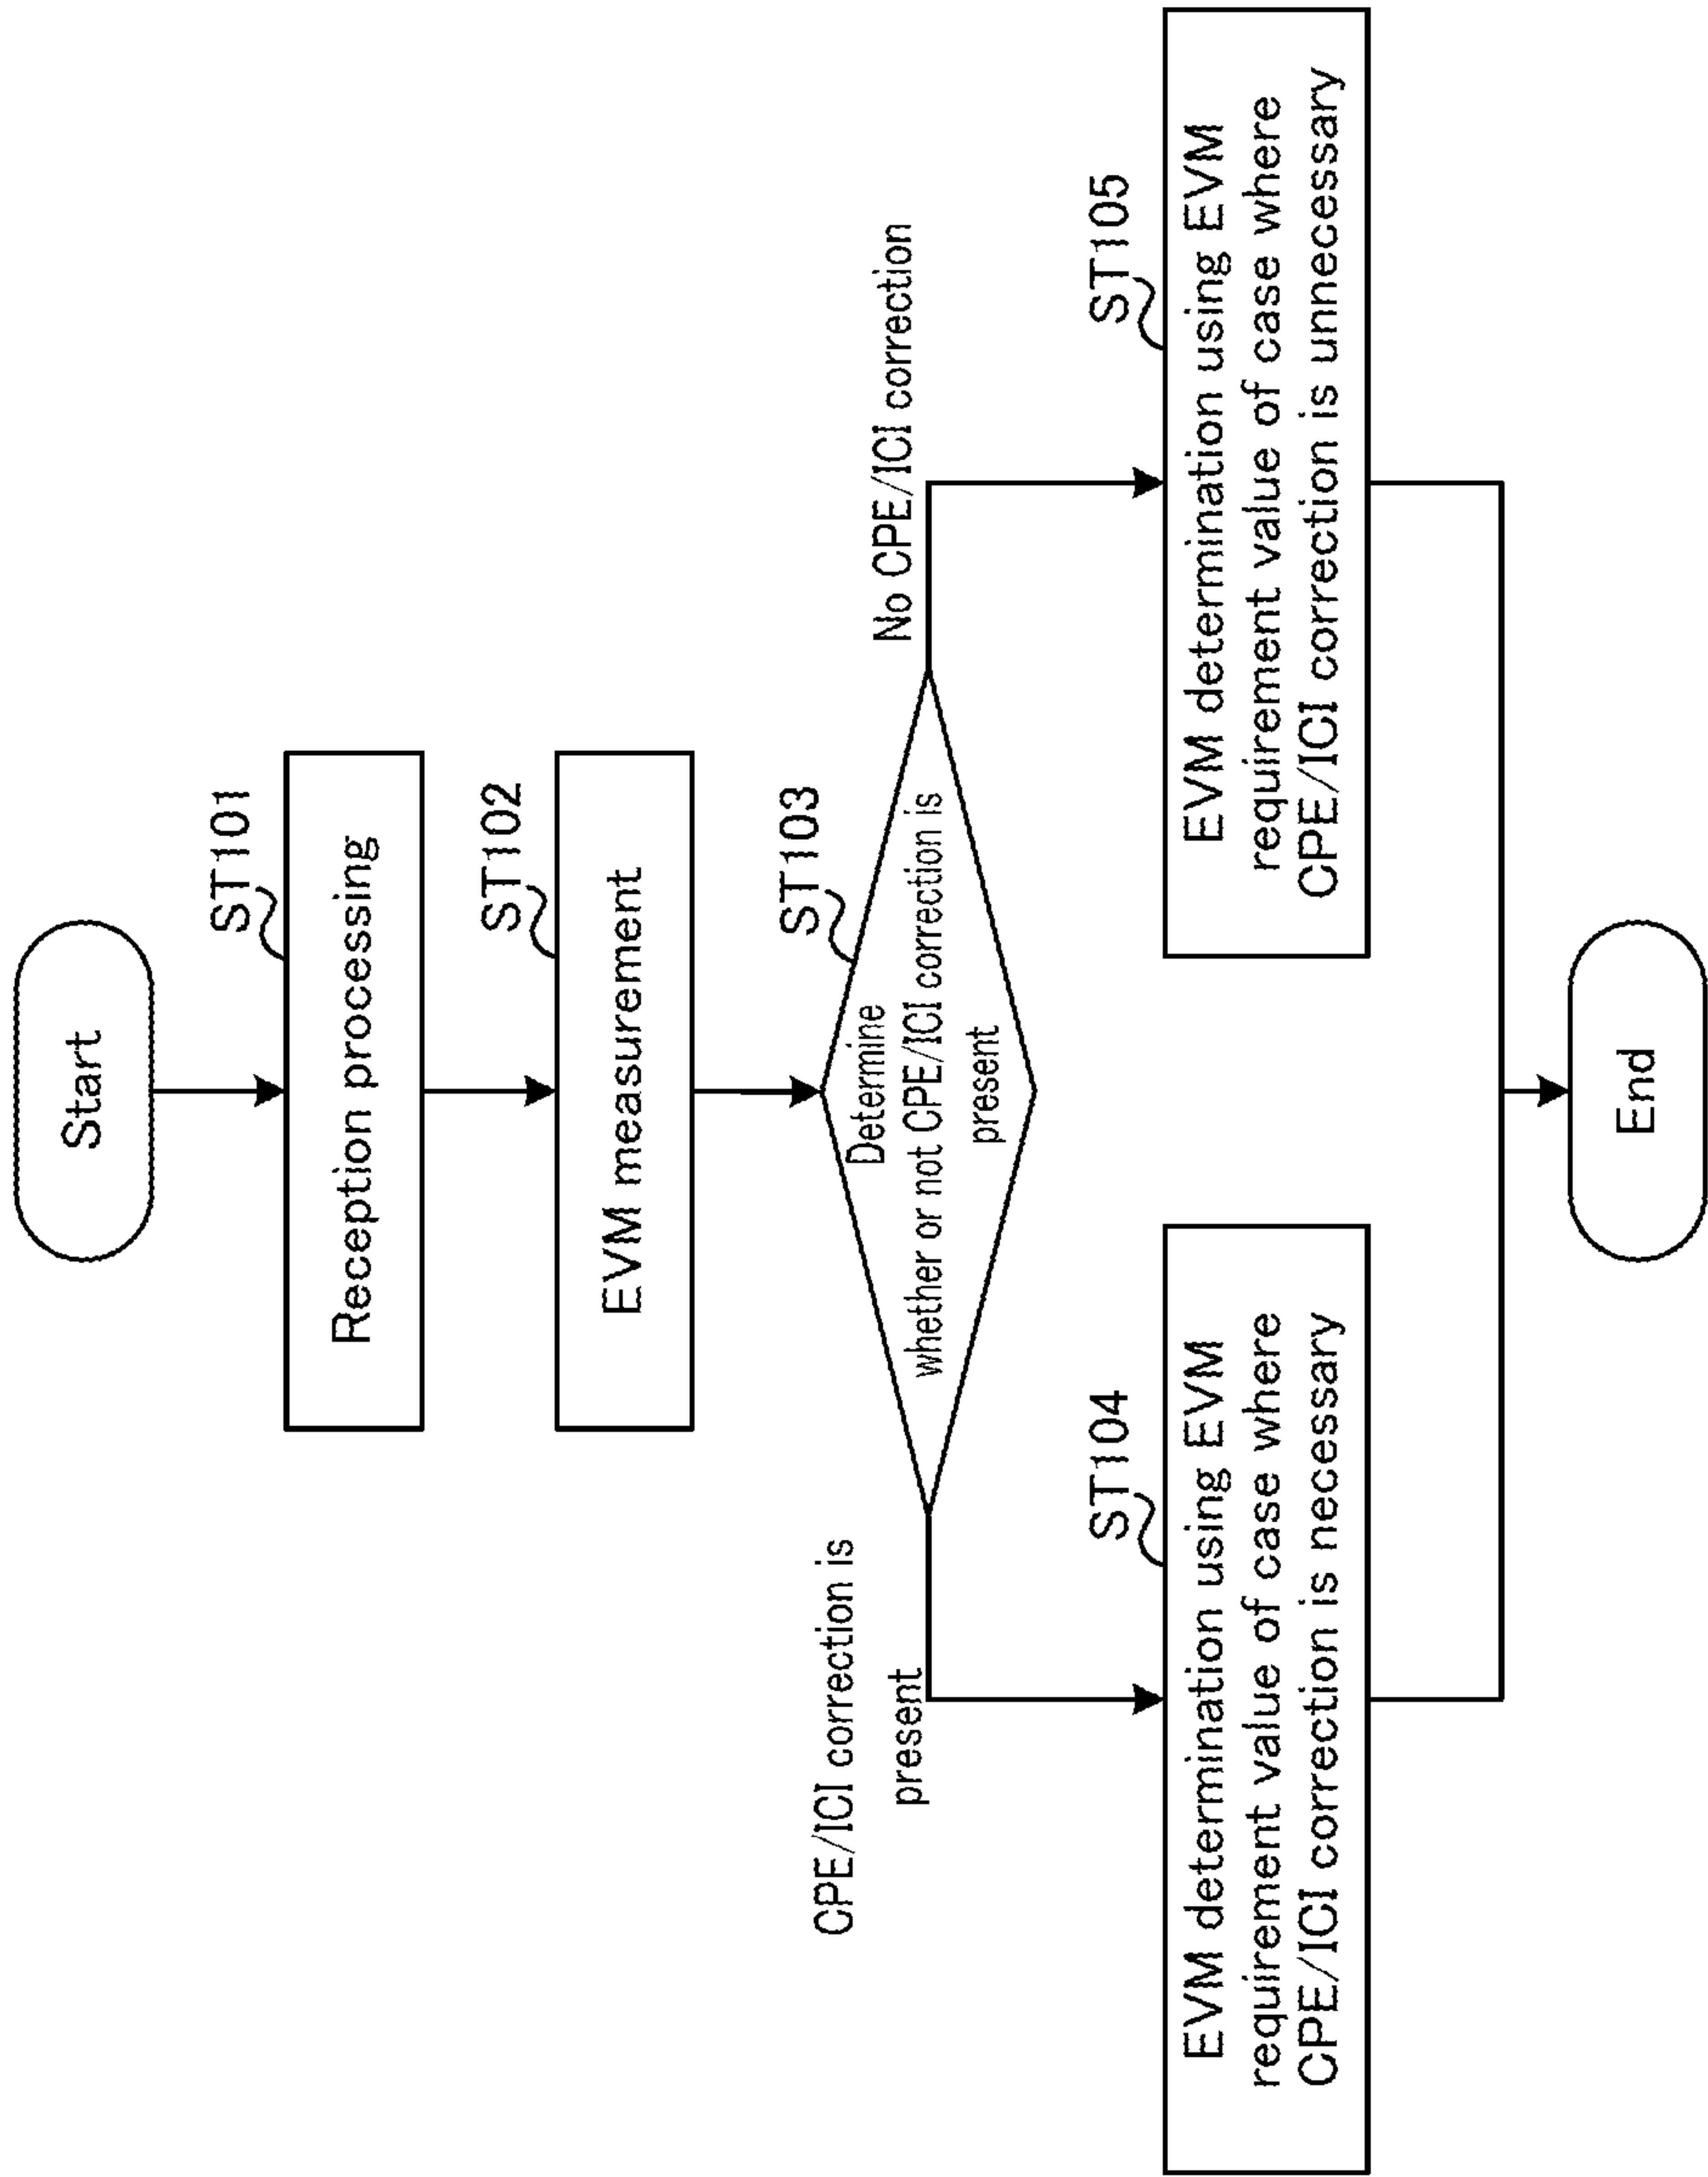 Start
ST101
Reception processing
ST102
EVM measurement
ST103
Determine
whether or not CPE/ICI correction is
present
CPE/ICI correction is
present
No CPE/ICI correction
ST104
EVM determination using EVM
requirement value of case where
CPE/ICI correction is necessary
ST105
EVM determination using EVM
requirement value of case where
CPE/ICI correction is unnecessary
End